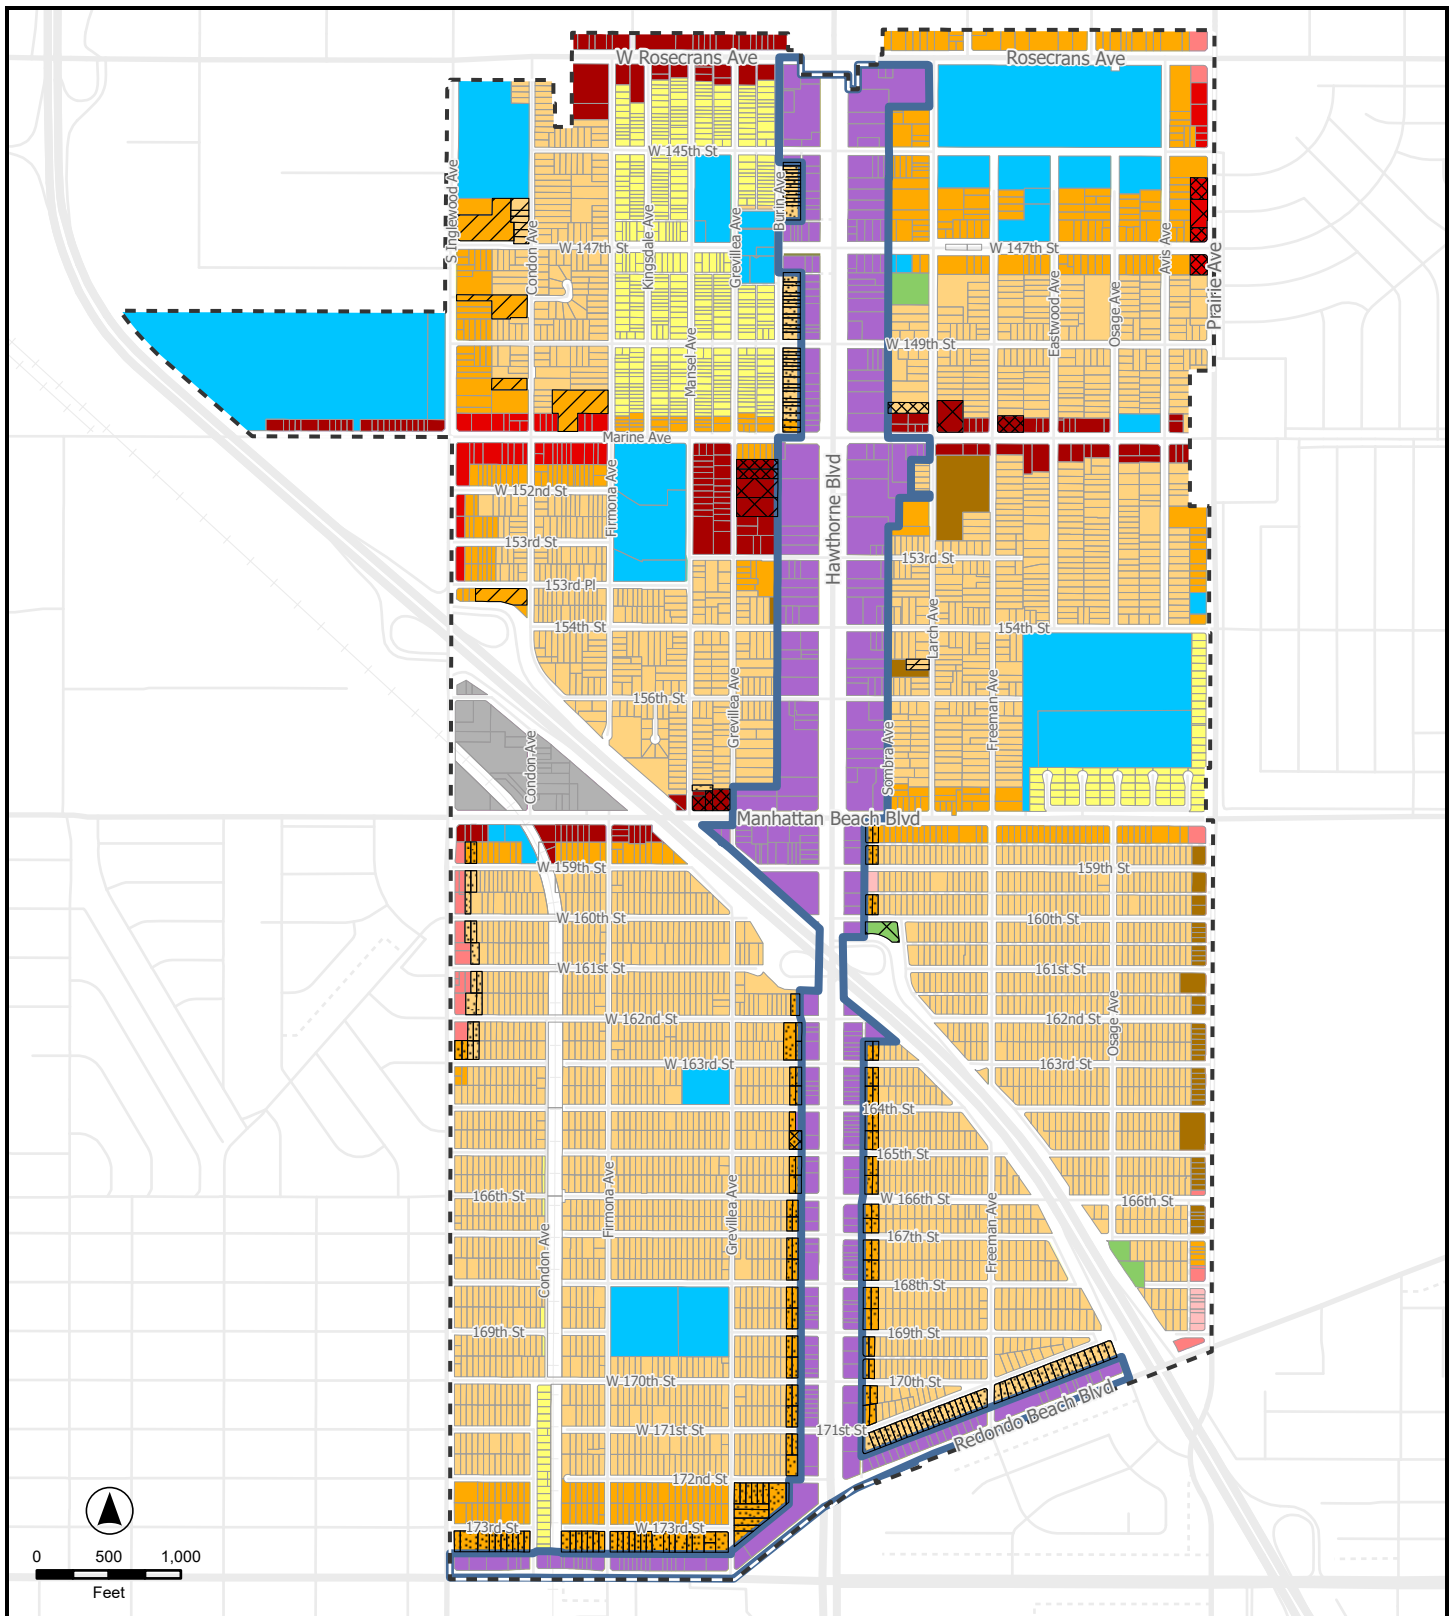 W Rosecrans Ave
Rosecrans Ave
W 145th St
S. Inglewood Ave
Condon Ave
Kingsdale Ave
Grevillea Ave
Burin Ave
W 147th St
W 147th St
Avis Ave
Prairie Ave
Eastwood Ave
Osage Ave
W 149th St
Mansel Ave
Marine Ave
Firmona Ave
W 152nd St
Hawthorne Blvd
153rd St
153rd St
153rd Pl
154th St
154th St
Larch Ave
156th St
Grevillea Ave
Freeman Ave
Condon Ave
Sombra Ave
Manhattan Beach Blvd
W 159th St
159th St
W 160th St
160th St
W 161st St
161st St
Osage Ave
W 162nd St
162nd St
W 163rd St
163rd St
164th St
165th St
166th St
Firmona Ave
Grevillea Ave
W 166th St
Freeman Ave
166th St
Condon Ave
167th St
168th St
169th St
169th St
W 170th St
170th St
Redondo Beach Blvd
W 171st St
171st St
172nd St
173rd St
W 173rd St
0 500 1,000
Feet